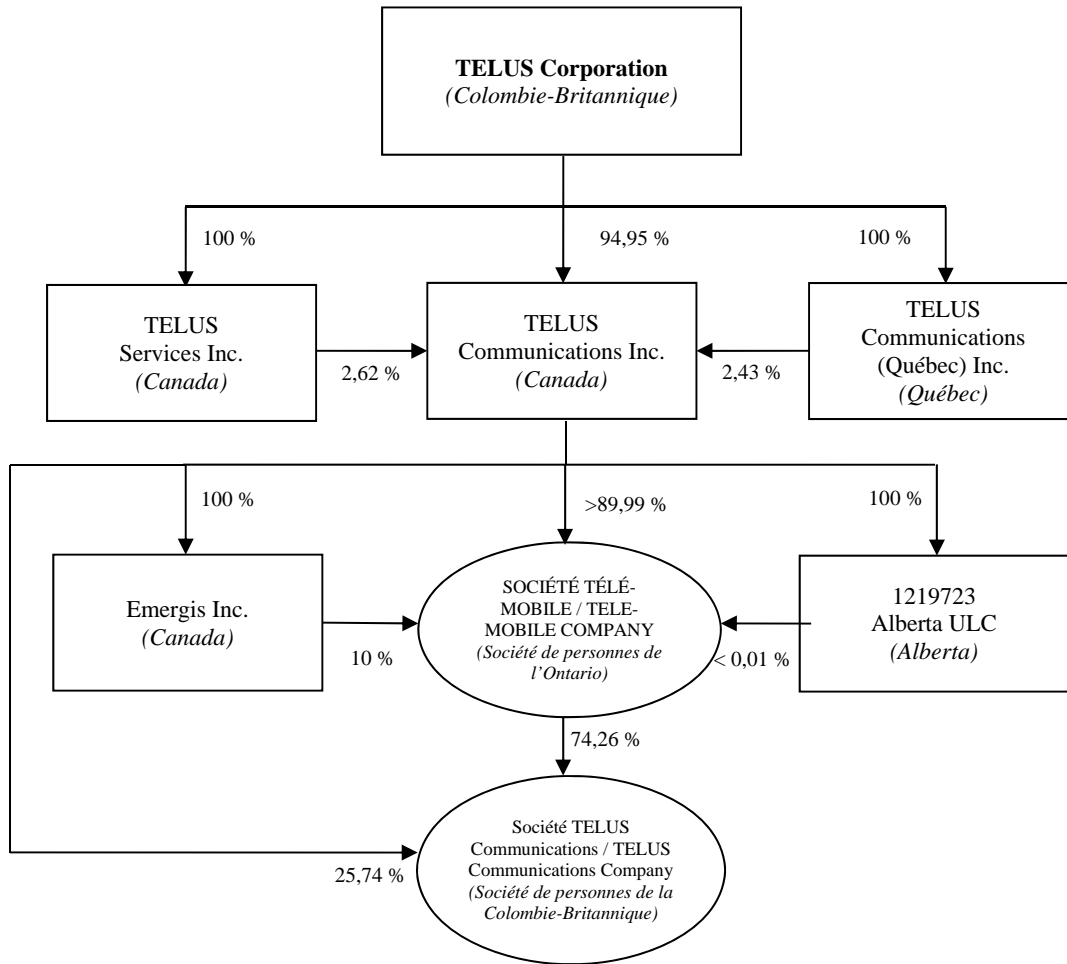 TELUS Corporation
(Colombie-Britannique)
100 %
94,95 %
100 %
TELUS
Services Inc.
(Canada)
2,62 %
TELUS
Communications Inc.
(Canada)
2,43 %
TELUS
Communications
(Québec) Inc.
(Québec)
100 %
>89,99 %
100 %
Emergis Inc.
(Canada)
10 %
SOCIÉTÉ TÉLÉ-
MOBILE / TELE-
MOBILE COMPANY
(Société de personnes de
l’Ontario)
< 0,01 %
1219723
Alberta ULC
(Alberta)
74,26 %
Société TELUS
Communications / TELUS
Communications Company
(Société de personnes de la
Colombie-Britannique)
25,74 %